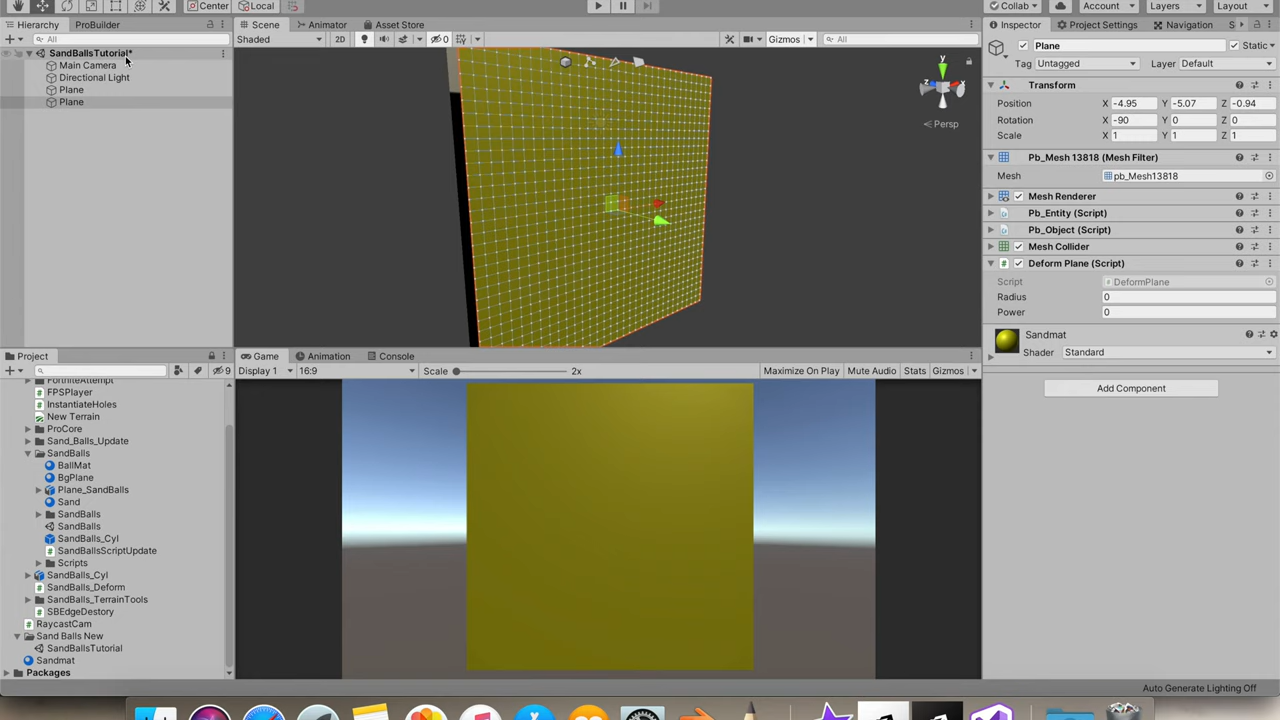 Center
Local
Collab
Account
Layers
Layout
Hierarchy
ProBuilder
All
SandBallsTutorial*
Main Camera
Directional Light
Plane
Plane
Scene
Animator
Asset Store
Shaded
2D
0
Gizmos
All
y
x
z
Persp
Inspector
Project Settings
Navigation
Plane
Static
Tag Untagged
Layer Default
Transform
Position X -4.95 Y -5.07 Z -0.94
Rotation X -90 Y 0 Z 0
Scale X 1 Y 1 Z 1
Pb_Mesh 13818 (Mesh Filter)
Mesh pb_Mesh13818
Mesh Renderer
Pb_Entity (Script)
Pb_Object (Script)
Mesh Collider
Deform Plane (Script)
Script DeformPlane
Radius 0
Power 0
Sandmat
Shader Standard
Add Component
Project
9
FortniteAttempt
FPSPlayer
InstantiateHoles
New Terrain
ProCore
Sand_Balls_Update
SandBalls
BallMat
BgPlane
Plane_SandBalls
Sand
SandBalls
SandBalls
SandBalls_Cyl
SandBallsScriptUpdate
Scripts
SandBalls_Cyl
SandBalls_Deform
SandBalls_TerrainTools
SBEdgeDestory
RaycastCam
Sand Balls New
SandBallsTutorial
Sandmat
Packages
Game
Animation
Console
Display 1
16:9
Scale 2x
Maximize On Play
Mute Audio
Stats
Gizmos
Auto Generate Lighting Off